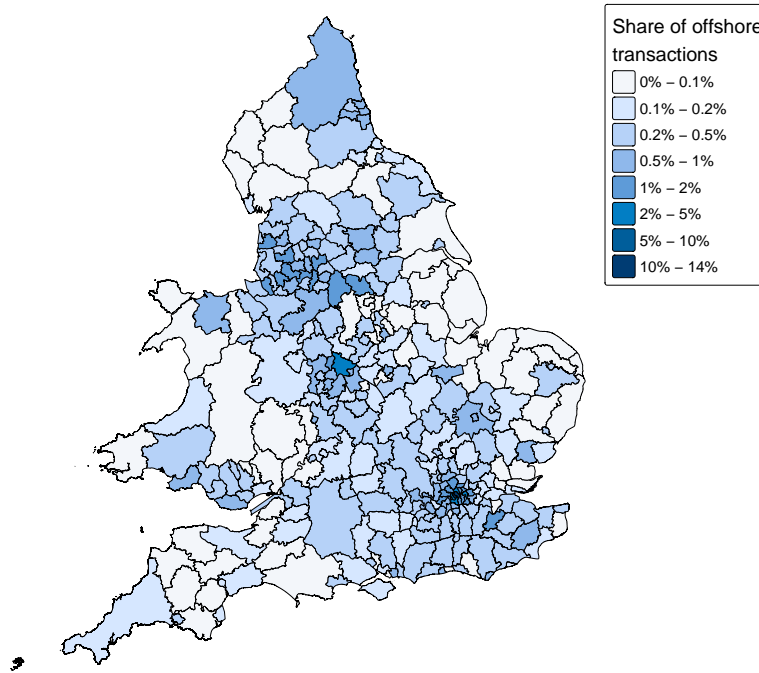 Share of offshore
transactions
0% − 0.1%
0.1% − 0.2%
0.2% − 0.5%
0.5% − 1%
1% − 2%
2% − 5%
5% − 10%
10% − 14%